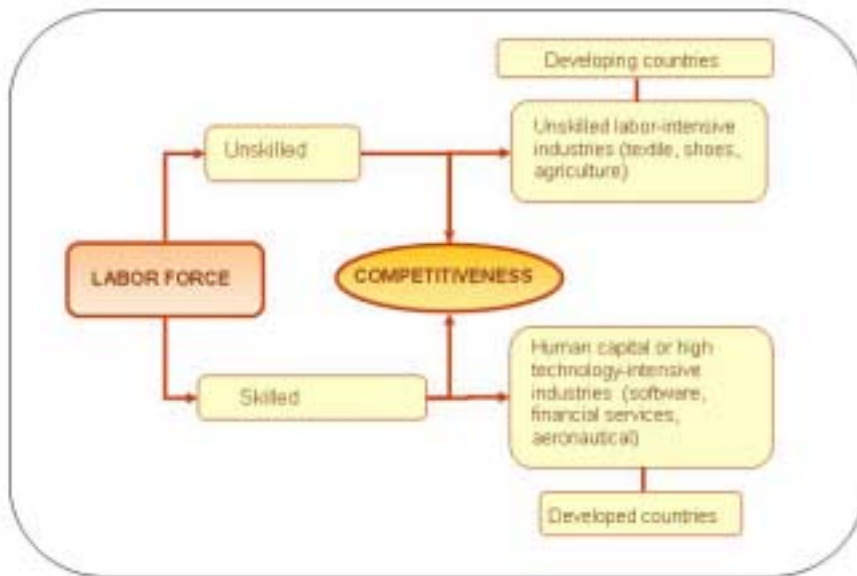 Developing countries
Unskilled labor-intensive
industries (textile, shoes,
agriculture)
Unskilled
LABOR FORCE
COMPETITIVENESS
Skilled
Human capital or high
technology-intensive
industries (software,
financial services,
aeronautical)
Developed countries